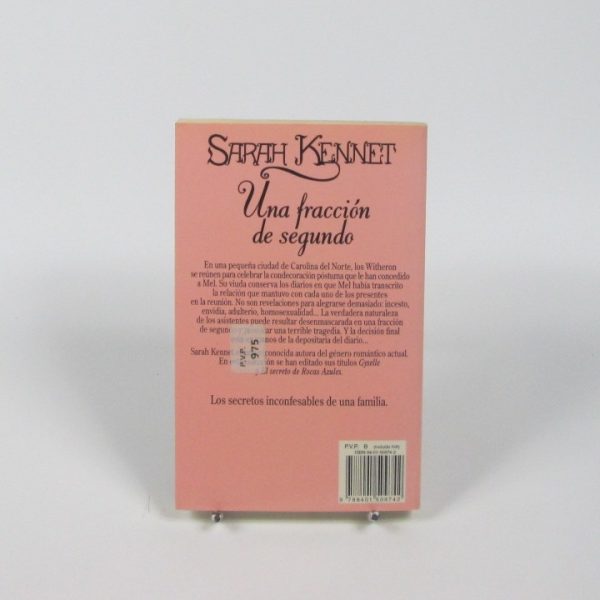 SARAH KENNET
Una fracción
de segundo
En una pequeña ciudad de Carolina del Norte, los Witheron
se reúnen para celebrar la condecoración póstuma que le han concedido
a Mel. Su viuda conserva los diarios en que Mel había transcrito
la relación que mantuvo con cada uno de los presentes
en la reunión. No son revelaciones para alegrarse demasiado: incesto,
envidia, adulterio, homosexualidad... La verdadera naturaleza
de los asistentes puede resultar desenmascarada en una fracción
de segundo y una terrible tragedia. Y la decisión final
está nos de la depositaria del diario...
Sarah Kennet conocida autora del género romántico actual.
En se han editado sus títulos Gyselle
y El secreto de Rocas Azules.
P.V.P. 975
Los secretos inconfesables de una familia.
P.V.P. B